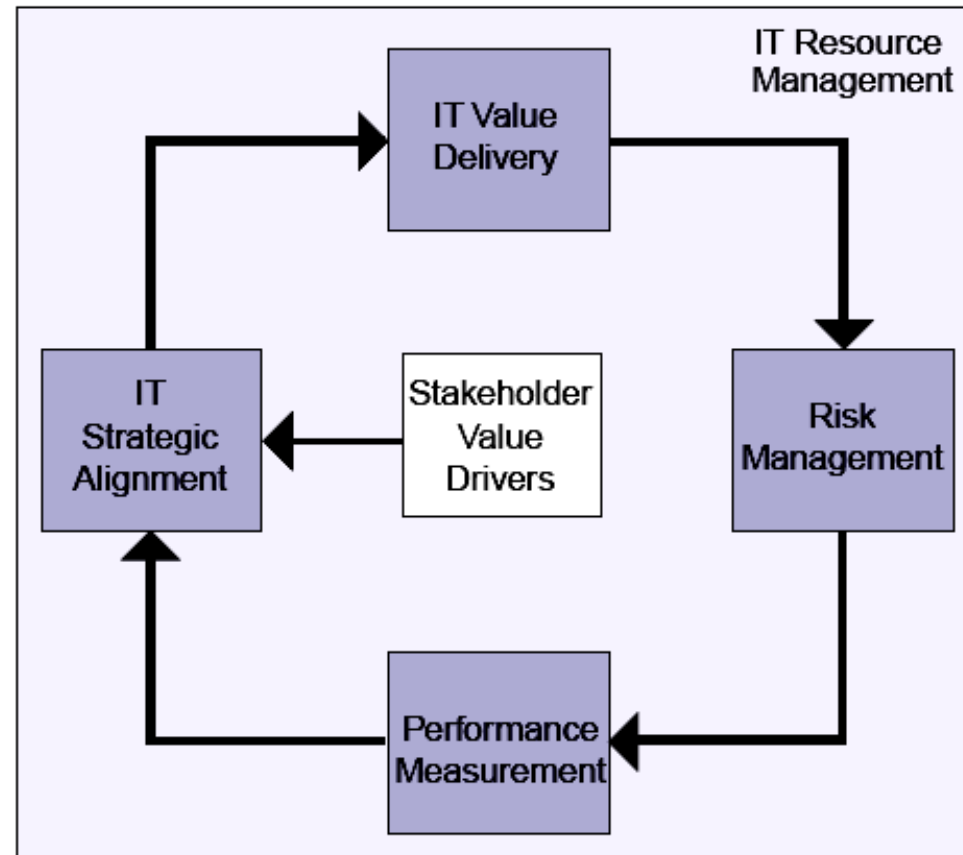 IT Resource
Management
IT Value
Delivery
IT
Strategic
Alignment
Stakeholder
Value
Drivers
Risk
Management
Performance
Measurement